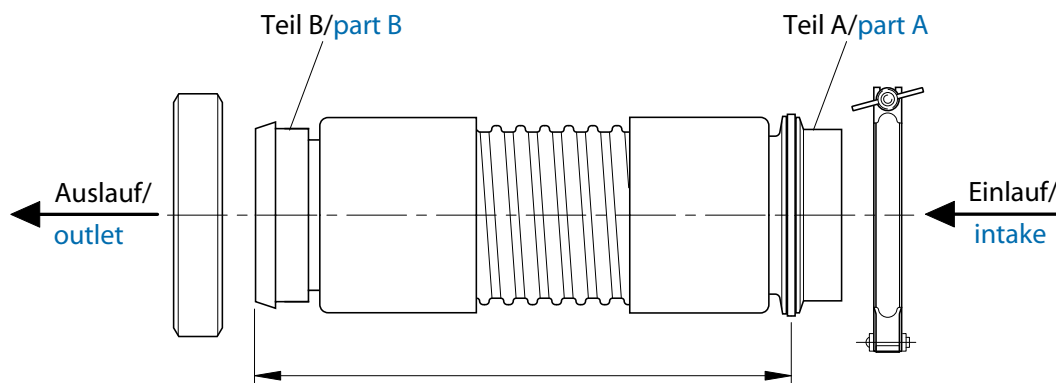 Teil B/part B
Teil A/part A
Auslauf/
outlet
Einlauf/
intake